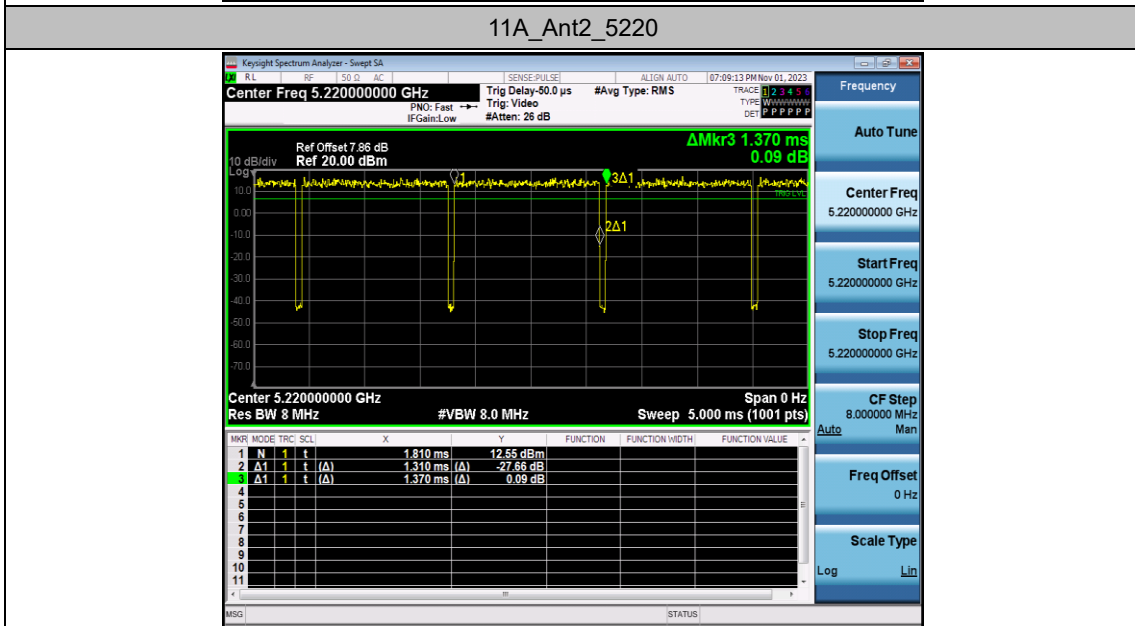 11A_Ant2_5220
Keysight Spectrum Analyzer - Swept SA
RL RF 50 Ω AC SENSE:PULSE ALIGN AUTO 07:09:13 PM Nov 01, 2023
Center Freq 5.220000000 GHz
PNO: Fast
IFGain:Low
Trig Delay-50.0 µs
Trig: Video
#Atten: 26 dB
#Avg Type: RMS
TRACE 1 2 3 4 5 6
TYPE WWWWWW
DET P P P P P P
Frequency
Auto Tune
Center Freq
5.220000000 GHz
Start Freq
5.220000000 GHz
Stop Freq
5.220000000 GHz
CF Step
8.000000 MHz
Auto Man
Freq Offset
0 Hz
Scale Type
Log Lin
ΔMkr3 1.370 ms
0.09 dB
Ref Offset 7.86 dB
10 dB/div Ref 20.00 dBm
Log
10.0
0.00
-10.0
-20.0
-30.0
-40.0
-50.0
-60.0
-70.0
1
3Δ1
TRIG LVL
2Δ1
Center 5.220000000 GHz Span 0 Hz
Res BW 8 MHz #VBW 8.0 MHz Sweep 5.000 ms (1001 pts)
MKR MODE TRC SCL X Y FUNCTION FUNCTION WIDTH FUNCTION VALUE
1 N 1 t 1.810 ms 12.55 dBm
2 Δ1 1 t (Δ) 1.310 ms (Δ) -27.66 dB
3 Δ1 1 t (Δ) 1.370 ms (Δ) 0.09 dB
4
5
6
7
8
9
10
11
MSG STATUS